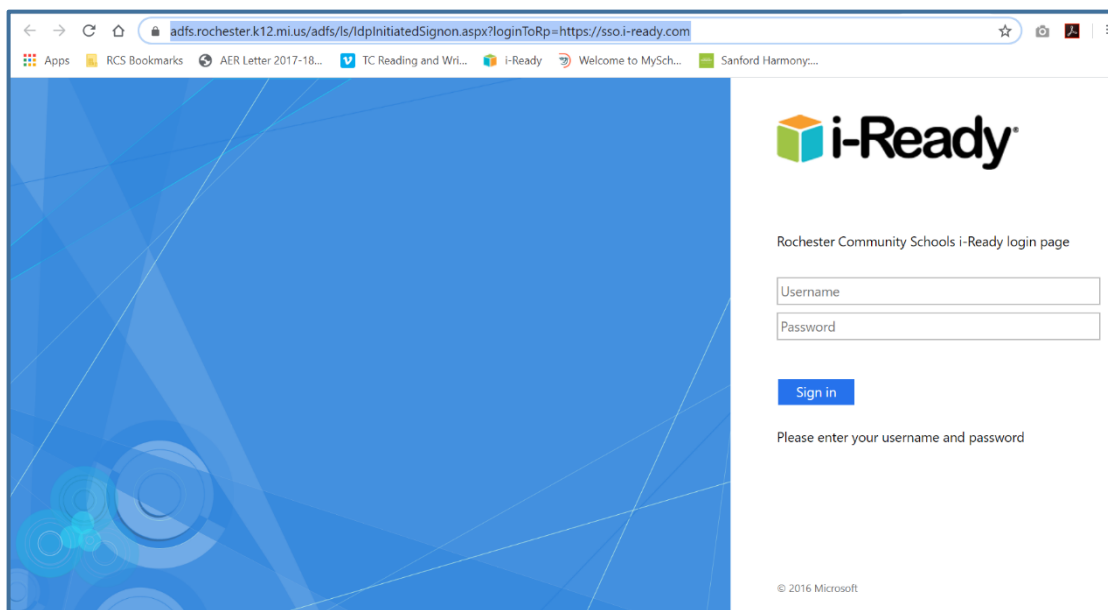 adfs.rochester.k12.mi.us/adfs/ls/IdpInitiatedSignon.aspx?loginToRp=https://sso.i-ready.com
Apps RCS Bookmarks AER Letter 2017-18... TC Reading and Wri... i-Ready Welcome to MySch... Sanford Harmony:...
i-Ready®
Rochester Community Schools i-Ready login page
Username
Password
Sign in
Please enter your username and password
© 2016 Microsoft